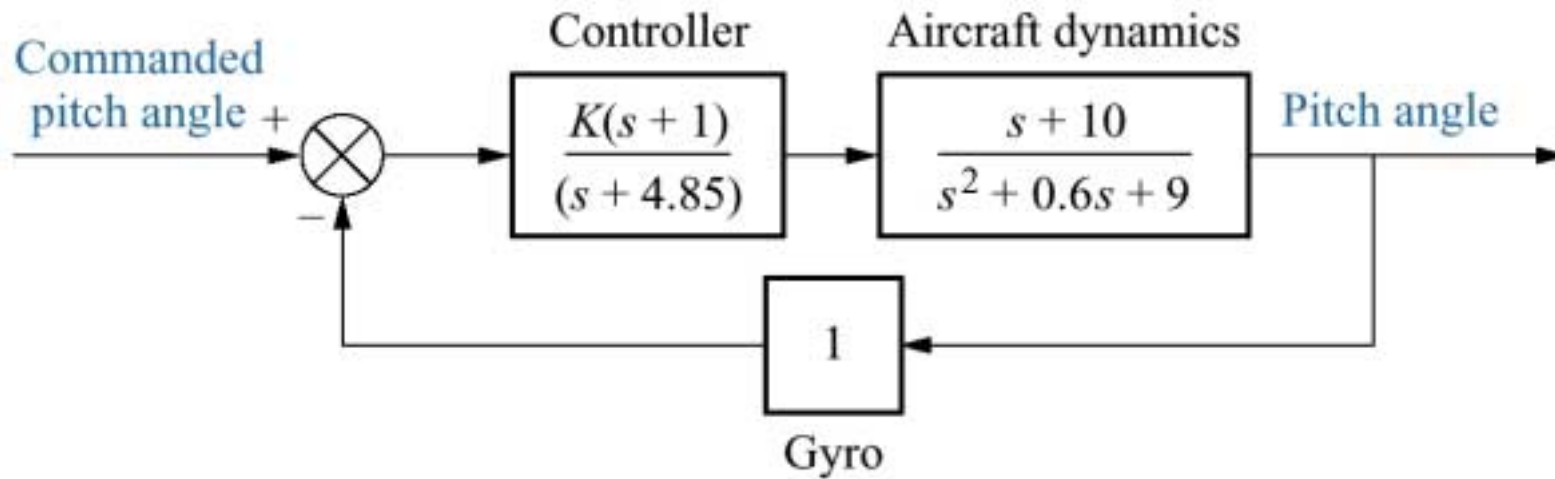 Controller
Aircraft dynamics
Commanded
pitch angle
+
−
K(s + 1)
(s + 4.85)
s + 10
s² + 0.6s + 9
Pitch angle
1
Gyro